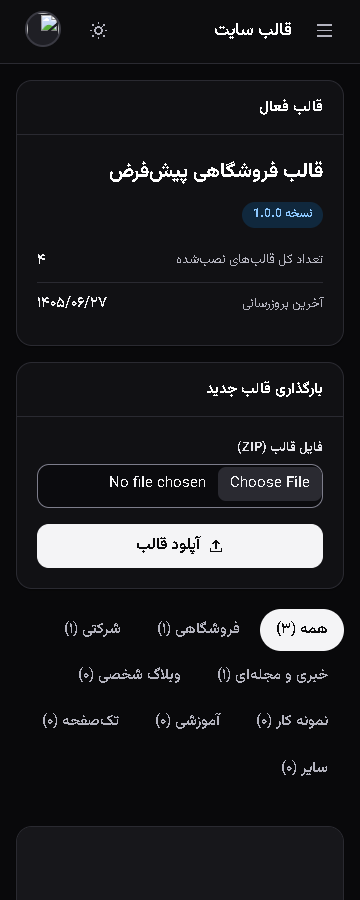 قالب سایت
قالب فعال
قالب فروشگاهی پیش‌فرض
نسخه 1.0.0
تعداد کل قالب‌های نصب‌شده ۴
آخرین بروزرسانی ۱۴۰۵/۰۶/۲۷
بارگذاری قالب جدید
فایل قالب (ZIP)
Choose File No file chosen
آپلود قالب
همه (۳) فروشگاهی (۱) شرکتی (۱)
خبری و مجله‌ای (۱) وبلاگ شخصی (۰)
نمونه کار (۰) آموزشی (۰) تک‌صفحه (۰)
سایر (۰)